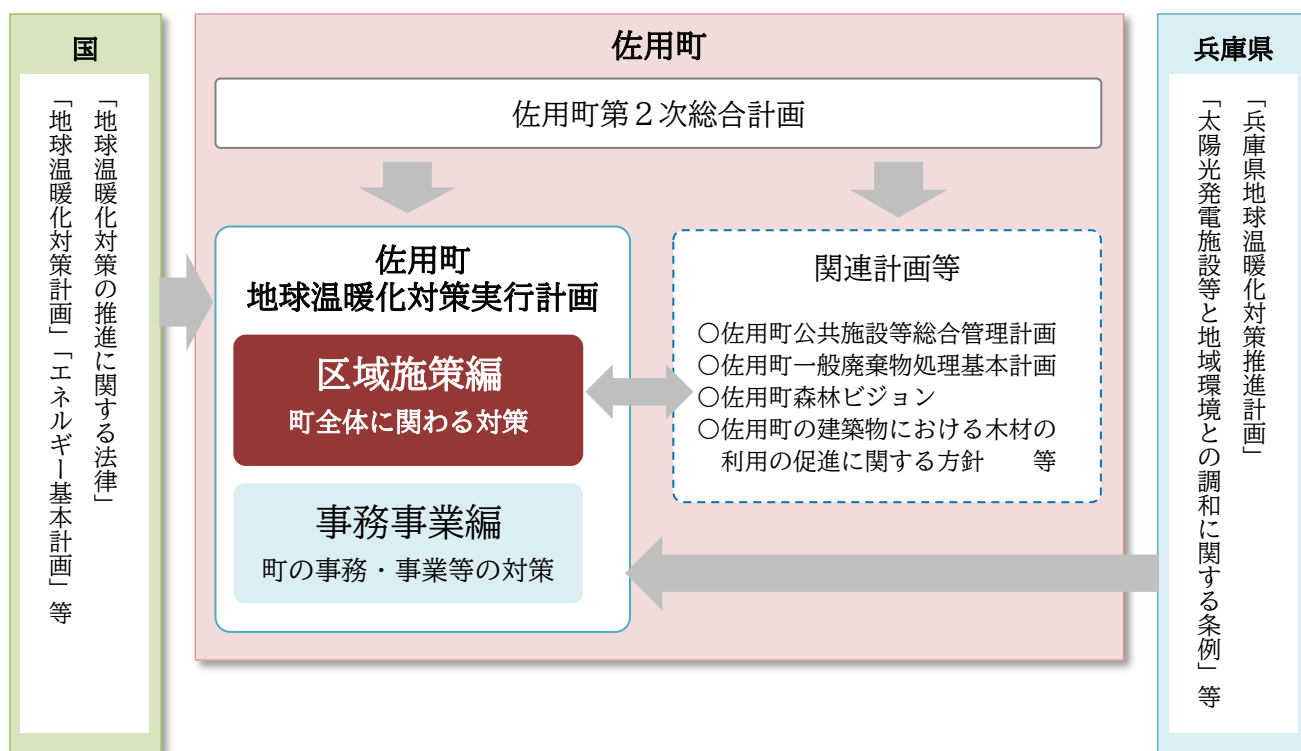 国
「地球温暖化対策の推進に関する法律」
「地球温暖化対策計画」「エネルギー基本計画」等
佐用町
佐用町第２次総合計画
佐用町
地球温暖化対策実行計画
区域施策編
町全体に関わる対策
事務事業編
町の事務・事業等の対策
関連計画等
○佐用町公共施設等総合管理計画
○佐用町一般廃棄物処理基本計画
○佐用町森林ビジョン
○佐用町の建築物における木材の
利用の促進に関する方針　　等
兵庫県
「兵庫県地球温暖化対策推進計画」
「太陽光発電施設等と地域環境との調和に関する条例」等